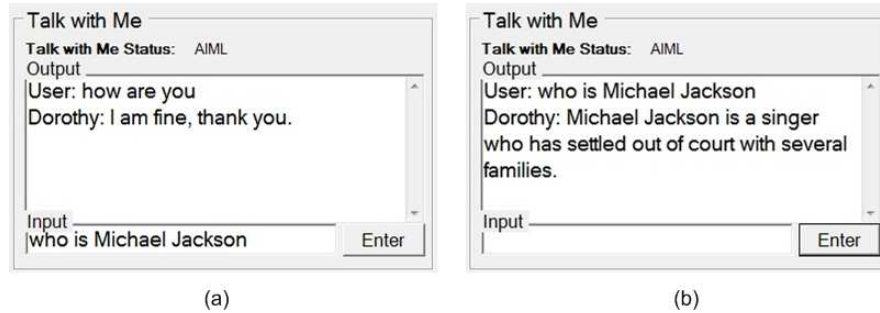 Talk with Me
Talk with Me Status: AIML
Output
User: how are you
Dorothy: I am fine, thank you.
Input
who is Michael Jackson
Enter
(a)
Talk with Me
Talk with Me Status: AIML
Output
User: who is Michael Jackson
Dorothy: Michael Jackson is a singer
who has settled out of court with several
families.
Input
Enter
(b)